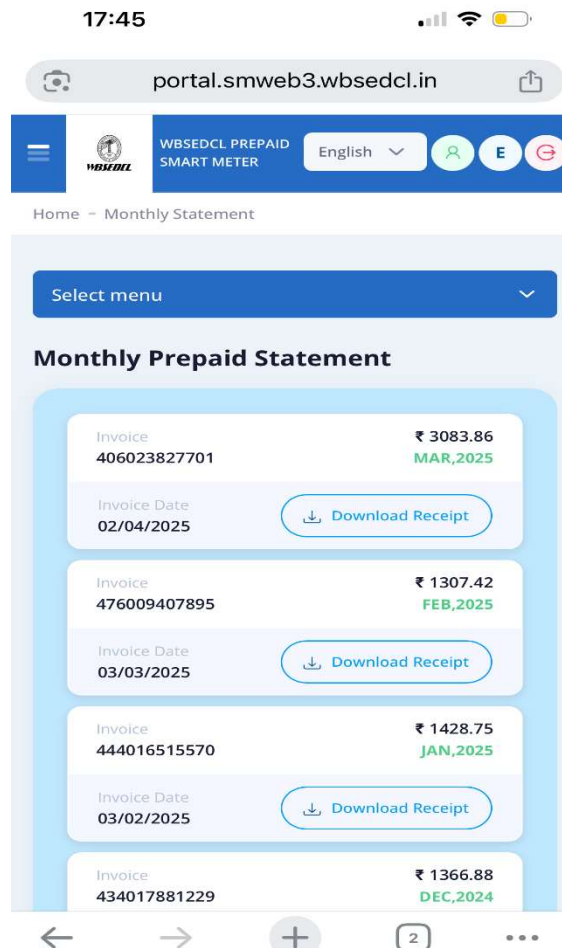 17:45
portal.smweb3.wbsedcl.in
WBSEDCL
WBSEDCL PREPAID
SMART METER
English
E
Home - Monthly Statement
Select menu
Monthly Prepaid Statement
Invoice ₹ 3083.86
406023827701 MAR,2025
Invoice Date
02/04/2025
Download Receipt
Invoice ₹ 1307.42
476009407895 FEB,2025
Invoice Date
03/03/2025
Download Receipt
Invoice ₹ 1428.75
444016515570 JAN,2025
Invoice Date
03/02/2025
Download Receipt
Invoice ₹ 1366.88
434017881229 DEC,2024
2